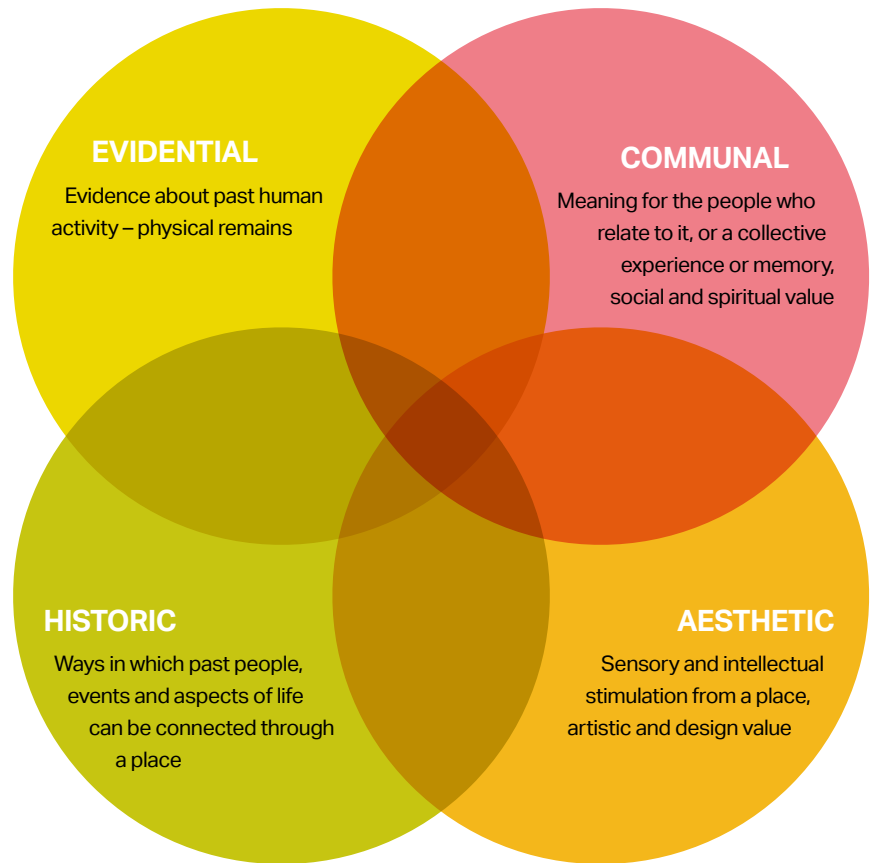 EVIDENTIAL
Evidence about past human
activity – physical remains
COMMUNAL
Meaning for the people who
relate to it, or a collective
experience or memory,
social and spiritual value
HISTORIC
Ways in which past people,
events and aspects of life
can be connected through
a place
AESTHETIC
Sensory and intellectual
stimulation from a place,
artistic and design value